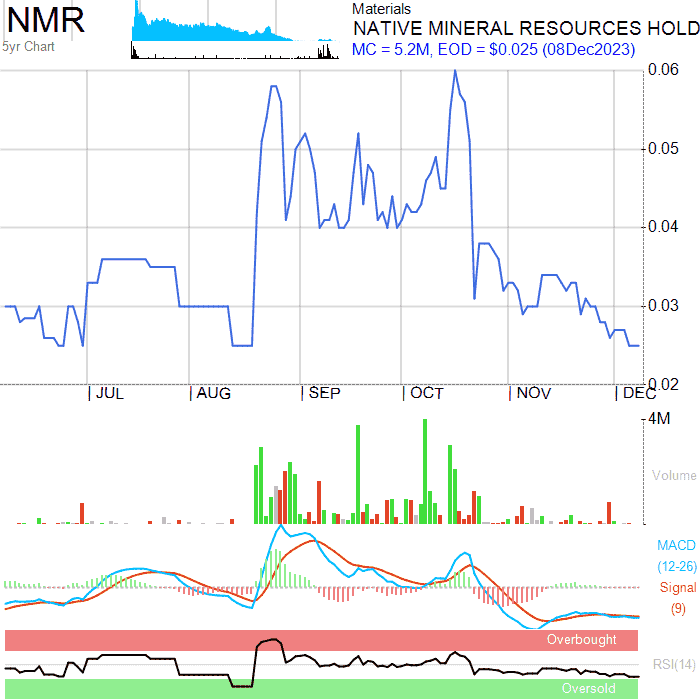 NMR
5yr Chart
Materials
NATIVE MINERAL RESOURCES HOLD
MC = 5.2M, EOD = $0.025 (08Dec2023)
0.06
0.05
0.04
0.03
0.02
JUL AUG SEP OCT NOV DEC
4M
Volume
MACD
(12-26)
Signal
(9)
Overbought
RSI(14)
Oversold